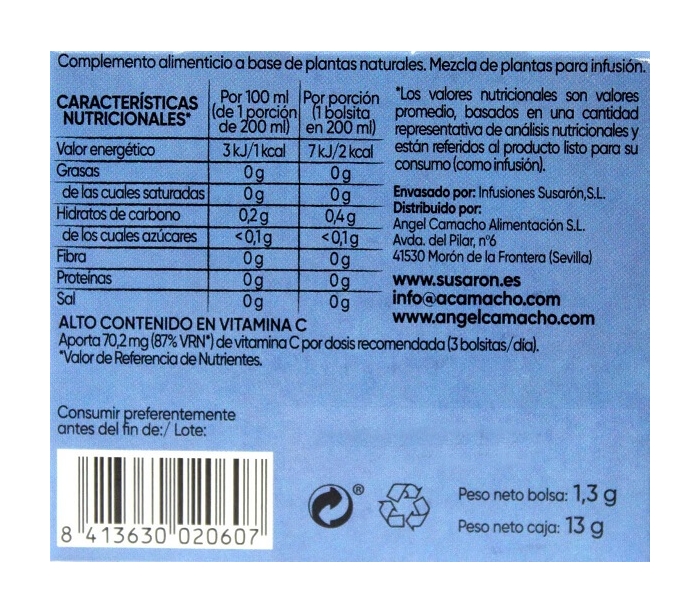 Complemento alimenticio a base de plantas naturales. Mezcla de plantas para infusión.
CARACTERÍSTICAS
NUTRICIONALES*
Por 100 ml
(de 1 porción
de 200 ml)
Por porción
(1 bolsita
en 200 ml)
Valor energético 3 kJ/1 kcal 7 kJ/2 kcal
Grasas 0 g 0 g
de las cuales saturadas 0 g 0 g
Hidratos de carbono 0,2 g 0,4 g
de los cuales azúcares <0,1 g <0,1 g
Fibra 0 g 0 g
Proteínas 0 g 0 g
Sal 0 g 0 g
*Los valores nutricionales son valores
promedio, basados en una cantidad
representativa de análisis nutricionales y
están referidos al producto listo para su
consumo (como infusión).
Envasado por: Infusiones Susarón, S.L.
Distribuido por:
Angel Camacho Alimentación S.L.
Avda. del Pilar, nº6
41530 Morón de la Frontera (Sevilla)
www.susaron.es
info@acamacho.com
www.angelcamacho.com
ALTO CONTENIDO EN VITAMINA C
Aporta 70,2 mg (87% VRN*) de vitamina C por dosis recomendada (3 bolsitas/día).
*Valor de Referencia de Nutrientes.
Consumir preferentemente
antes del fin de:/ Lote:
8 413630 020607
®
Peso neto bolsa: 1,3 g
Peso neto caja: 13 g